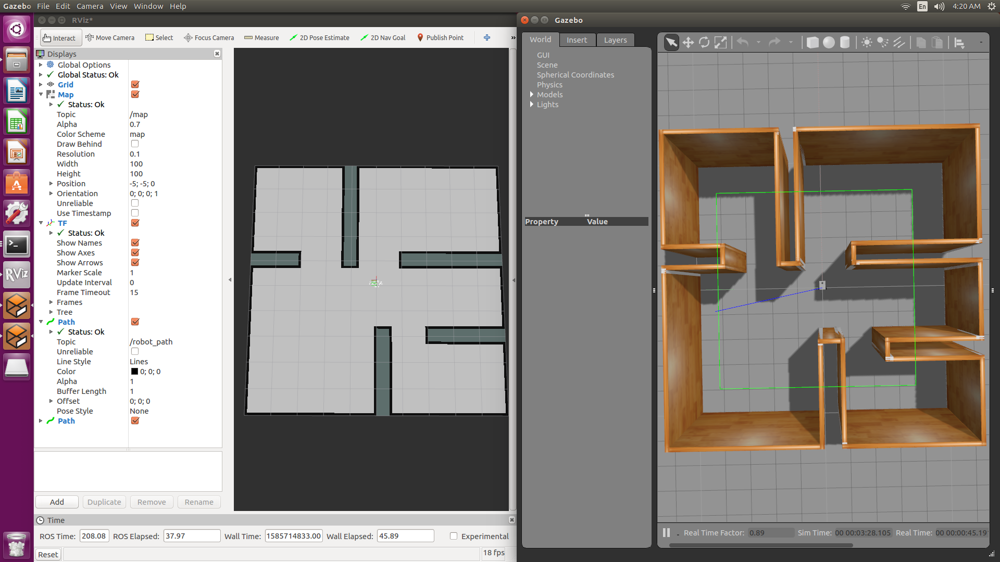 Gazebo File Edit Camera View Window Help
En 4:20 AM
RViz*
Interact Move Camera Select Focus Camera Measure 2D Pose Estimate 2D Nav Goal Publish Point »
Displays
Global Options
Global Status: Ok
Grid
Map
Status: Ok
Topic /map
Alpha 0.7
Color Scheme map
Draw Behind
Resolution 0.1
Width 100
Height 100
Position -5; -5; 0
Orientation 0; 0; 0; 1
Unreliable
Use Timestamp
TF
Status: Ok
Show Names
Show Axes
Show Arrows
Marker Scale 1
Update Interval 0
Frame Timeout 15
Frames
Tree
Path
Status: Ok
Topic /robot_path
Unreliable
Line Style Lines
Color 0; 0; 0
Alpha 1
Buffer Length 1
Offset 0; 0; 0
Pose Style None
Path
Add Duplicate Remove Rename
Time
ROS Time: 208.08 ROS Elapsed: 37.97 Wall Time: 1585714833.00 Wall Elapsed: 45.89 Experimental
Reset 18 fps
RViz
Gazebo
World Insert Layers
GUI
Scene
Spherical Coordinates
Physics
Models
Lights
Property Value
Real Time Factor: 0.89 Sim Time: 00 00:03:28.105 Real Time: 00 00:00:45.19